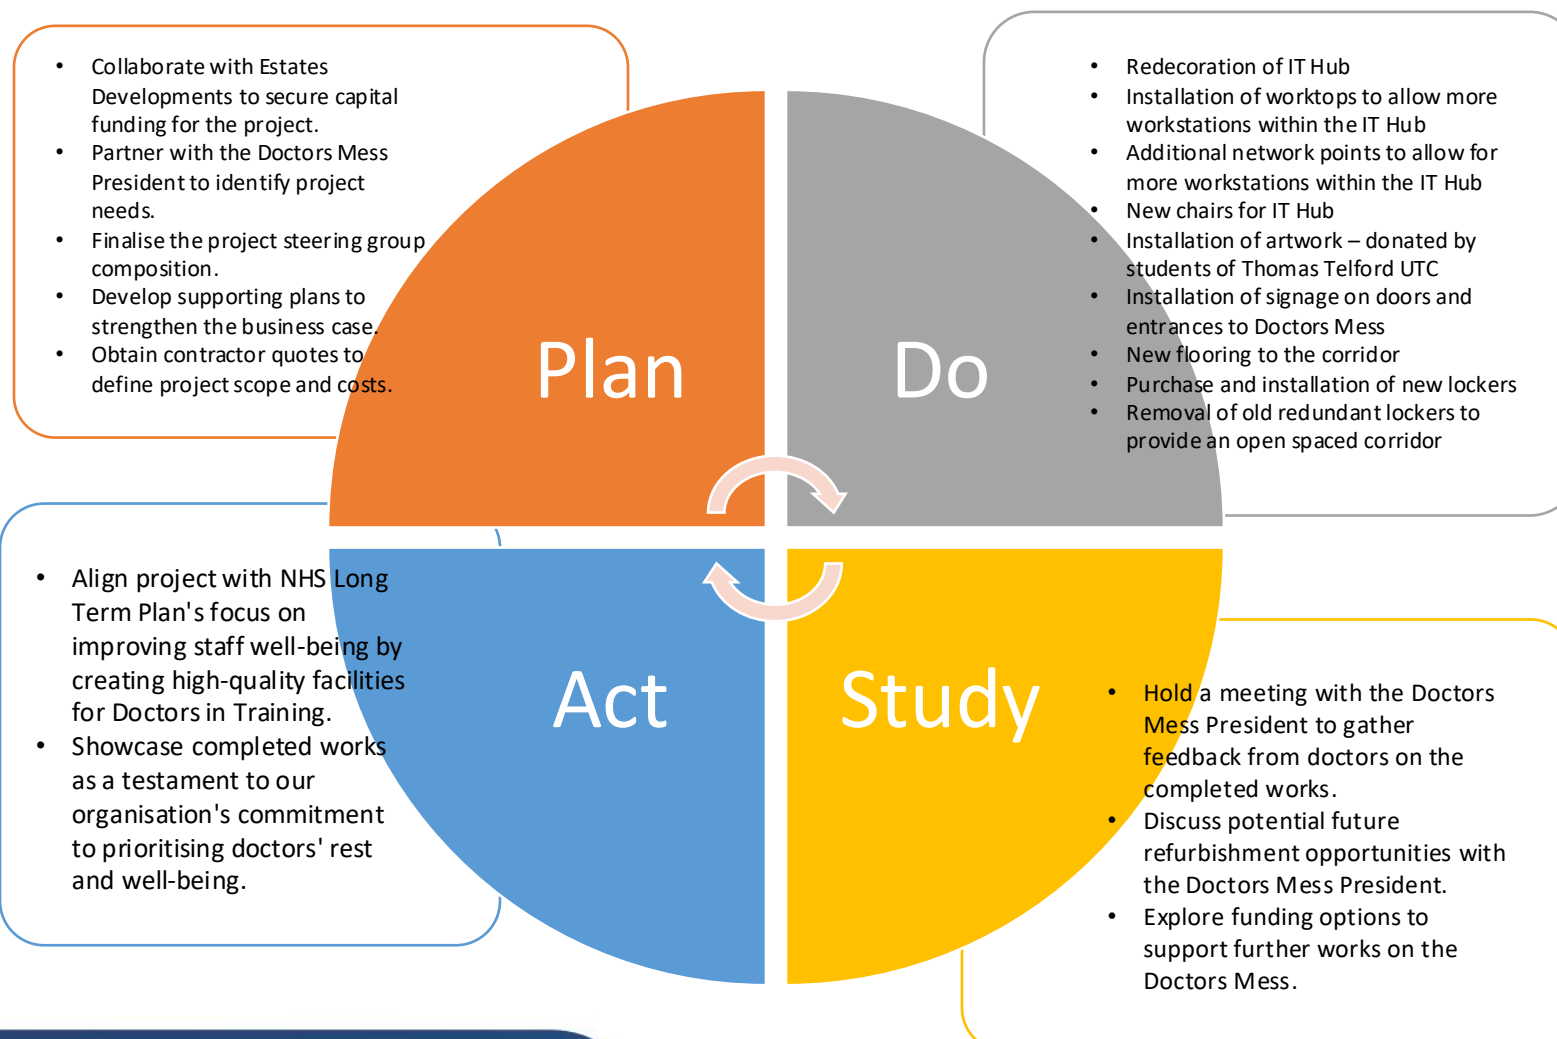 • Collaborate with Estates
Developments to secure capital
funding for the project.
• Partner with the Doctors Mess
President to identify project
needs.
• Finalise the project steering group
composition.
• Develop supporting plans to
strengthen the business case.
• Obtain contractor quotes to
define project scope and costs.
Plan
Do
• Redecoration of IT Hub
• Installation of worktops to allow more
workstations within the IT Hub
• Additional network points to allow for
more workstations within the IT Hub
• New chairs for IT Hub
• Installation of artwork – donated by
students of Thomas Telford UTC
• Installation of signage on doors and
entrances to Doctors Mess
• New flooring to the corridor
• Purchase and installation of new lockers
• Removal of old redundant lockers to
provide an open spaced corridor
• Align project with NHS Long
Term Plan's focus on
improving staff well-being by
creating high-quality facilities
for Doctors in Training.
• Showcase completed works
as a testament to our
organisation's commitment
to prioritising doctors' rest
and well-being.
Act
Study
• Hold a meeting with the Doctors
Mess President to gather
feedback from doctors on the
completed works.
• Discuss potential future
refurbishment opportunities with
the Doctors Mess President.
• Explore funding options to
support further works on the
Doctors Mess.